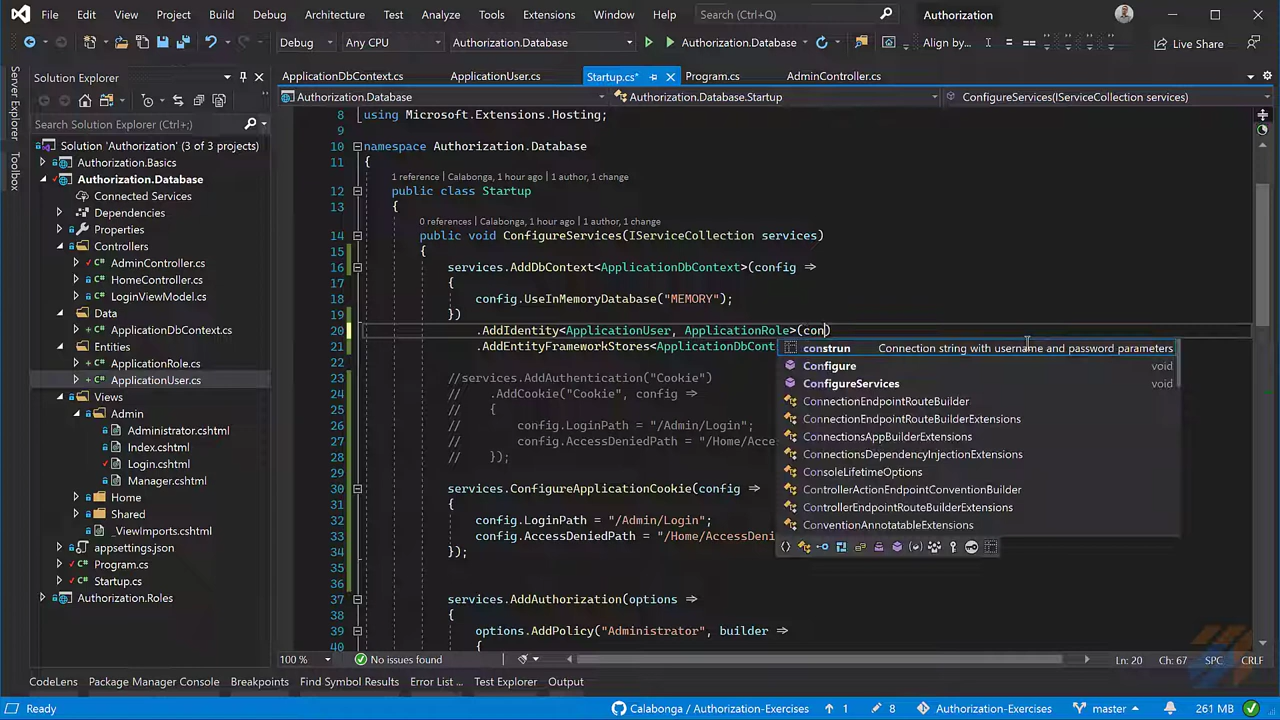 File Edit View Project Build Debug Architecture Test Analyze Tools Extensions Window Help Search (Ctrl+Q) Authorization
Debug Any CPU Authorization.Database Authorization.Database Align by... Live Share
Server Explorer
Toolbox
Solution Explorer
Search Solution Explorer (Ctrl+;)
Solution 'Authorization' (3 of 3 projects)
Authorization.Basics
Authorization.Database
Connected Services
Dependencies
Properties
Controllers
AdminController.cs
HomeController.cs
LoginViewModel.cs
Data
ApplicationDbContext.cs
Entities
ApplicationRole.cs
ApplicationUser.cs
Views
Admin
Administrator.cshtml
Index.cshtml
Login.cshtml
Manager.cshtml
Home
Shared
_ViewImports.cshtml
appsettings.json
Program.cs
Startup.cs
Authorization.Roles
ApplicationDbContext.cs ApplicationUser.cs Startup.cs* Program.cs AdminController.cs
Authorization.Database Authorization.Database.Startup ConfigureServices(IServiceCollection services)
8 using Microsoft.Extensions.Hosting;
9
10 namespace Authorization.Database
11 {
1 reference | Calabonga, 1 hour ago | 1 author, 1 change
12 public class Startup
13 {
0 references | Calabonga, 1 hour ago | 1 author, 1 change
14 public void ConfigureServices(IServiceCollection services)
15 {
16 services.AddDbContext<ApplicationDbContext>(config =>
17 {
18 config.UseInMemoryDatabase("MEMORY");
19 })
20 .AddIdentity<ApplicationUser, ApplicationRole>(con)
21 .AddEntityFrameworkStores<ApplicationDbCont
22
23 //services.AddAuthentication("Cookie")
24 // .AddCookie("Cookie", config =>
25 // {
26 // config.LoginPath = "/Admin/Login";
27 // config.AccessDeniedPath = "/Home/Acce
28 // });
29
30 services.ConfigureApplicationCookie(config =>
31 {
32 config.LoginPath = "/Admin/Login";
33 config.AccessDeniedPath = "/Home/AccessDeni
34 });
35
36
37 services.AddAuthorization(options =>
38 {
39 options.AddPolicy("Administrator", builder =>
40 {
construn Connection string with username and password parameters
Configure void
ConfigureServices void
ConnectionEndpointRouteBuilder
ConnectionEndpointRouteBuilderExtensions
ConnectionsAppBuilderExtensions
ConnectionsDependencyInjectionExtensions
ConsoleLifetimeOptions
ControllerActionEndpointConventionBuilder
ControllerEndpointRouteBuilderExtensions
ConventionAnnotatableExtensions
100 % No issues found Ln: 20 Ch: 67 SPC CRLF
CodeLens Package Manager Console Breakpoints Find Symbol Results Error List ... Test Explorer Output
Ready Calabonga / Authorization-Exercises 1 8 Authorization-Exercises master 261 MB